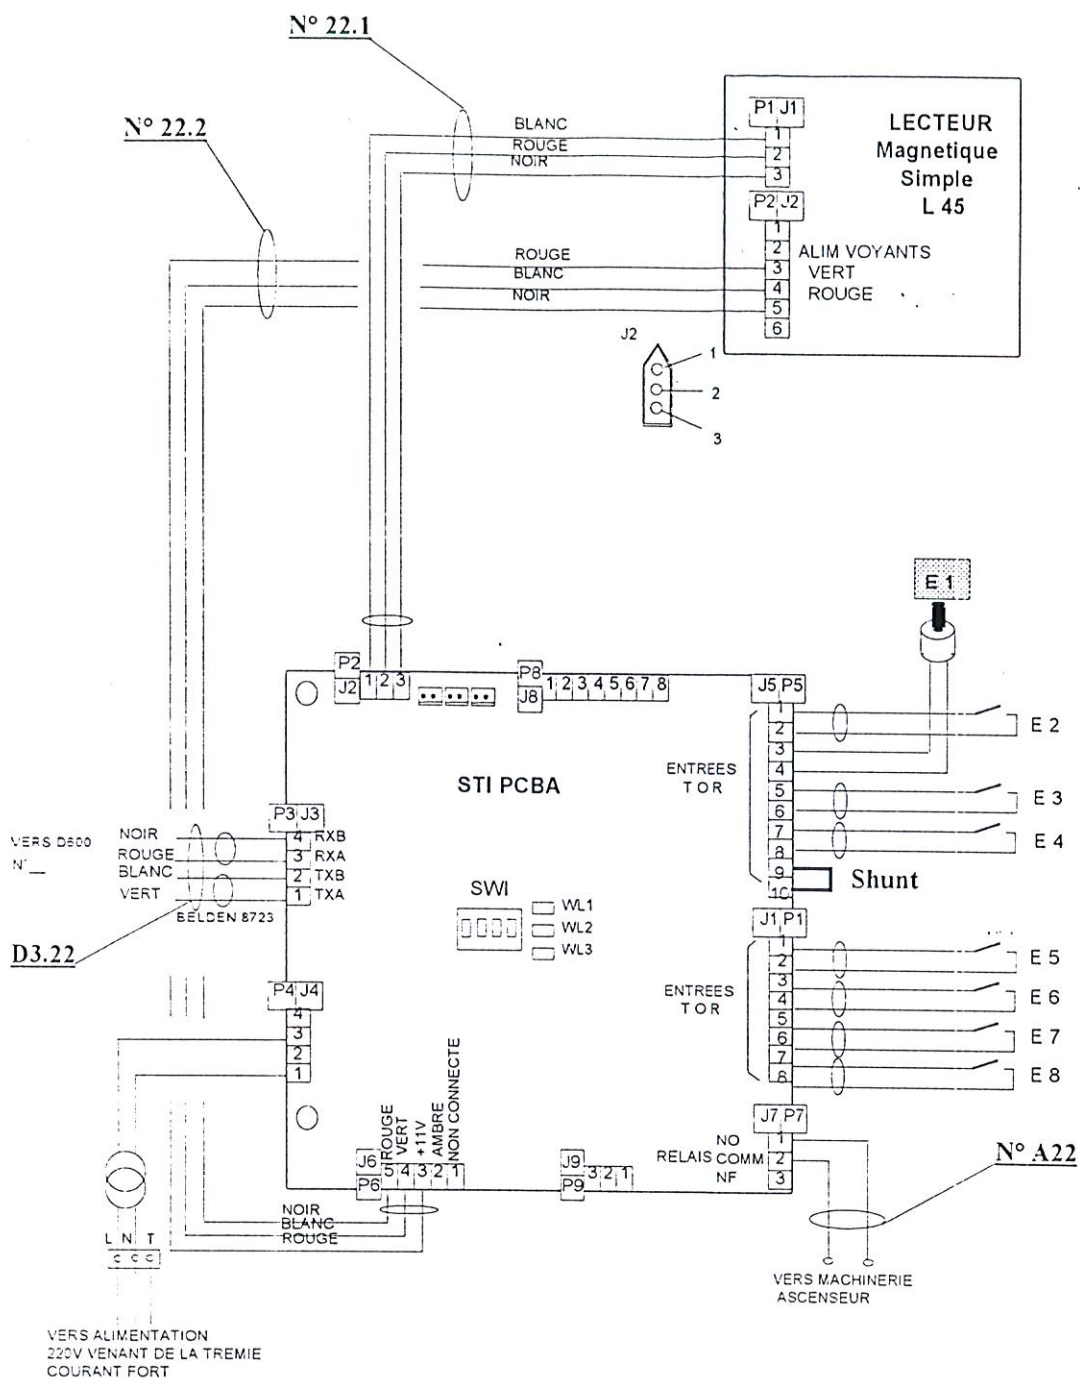 N° 22.1
N° 22.2
BLANC
ROUGE
NOIR
P1 J1
1
2
3
LECTEUR
Magnetique
Simple
L 45
P2 J2
1
2
3
4
5
6
ALIM VOYANTS
VERT
ROUGE
ROUGE
BLANC
NOIR
J2
1
2
3
E 1
P2
J2
1 2 3
P8
J8
1 2 3 4 5 6 7 8
J5 P5
1
2
3
4
5
6
7
8
9
10
ENTREES
T O R
E 2
E 3
E 4
Shunt
STI PCBA
P3 J3
4 RXB
3 RXA
2 TXB
1 TXA
VERS D600
N° __
NOIR
ROUGE
BLANC
VERT
BELDEN 8723
D3.22
SWI
WL1
WL2
WL3
J1 P1
1
2
3
4
5
6
7
8
ENTREES
T O R
E 5
E 6
E 7
E 8
P4 J4
4
3
2
1
ROUGE
VERT
+11V
AMBRE
NON CONNECTE
J6
P6
5 4 3 2 1
J9
P9
3 2 1
J7 P7
1
2
3
NO
RELAIS COMM
NF
N° A22
NOIR
BLANC
ROUGE
L N T
VERS MACHINERIE
ASCENSEUR
VERS ALIMENTATION
220V VENANT DE LA TREMIE
COURANT FORT